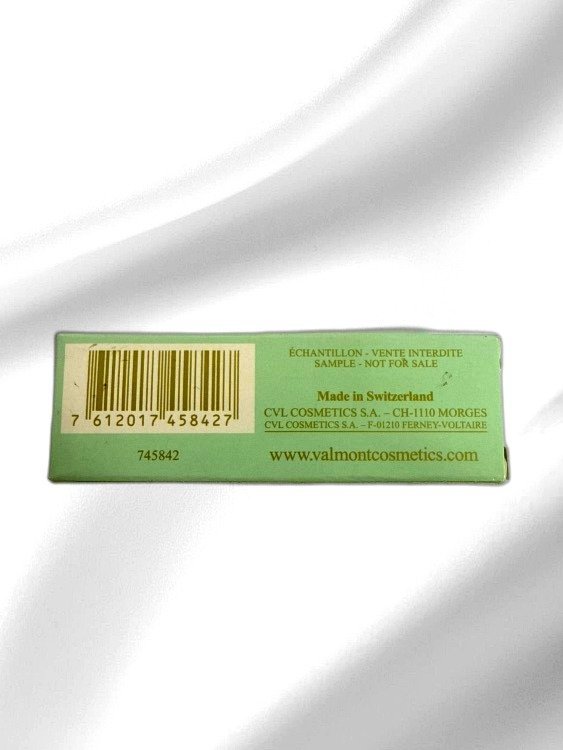 7 612017 458427
745842
ÉCHANTILLON - VENTE INTERDITE
SAMPLE - NOT FOR SALE
Made in Switzerland
CVL COSMETICS S.A. – CH-1110 MORGES
CVL COSMETICS S.A. – F-01210 FERNEY-VOLTAIRE
www.valmontcosmetics.com